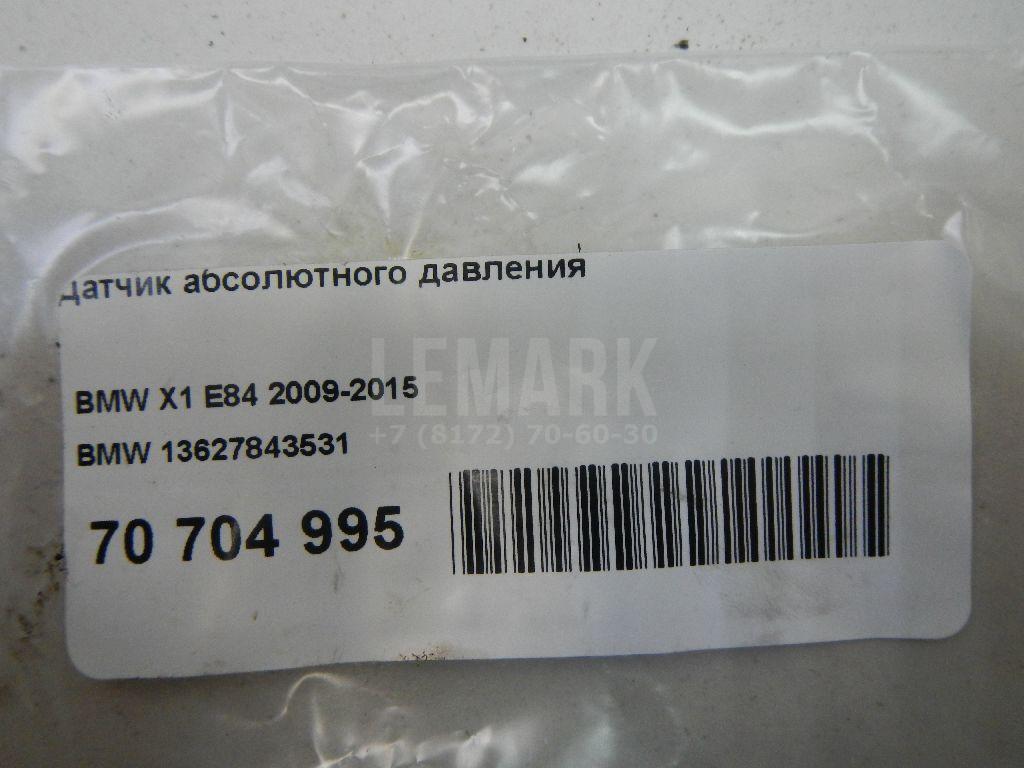 Датчик абсолютного давления
BMW X1 E84 2009-2015
BMW 13627843531
70 704 995
LEMARK
+7 (8172) 70-60-30